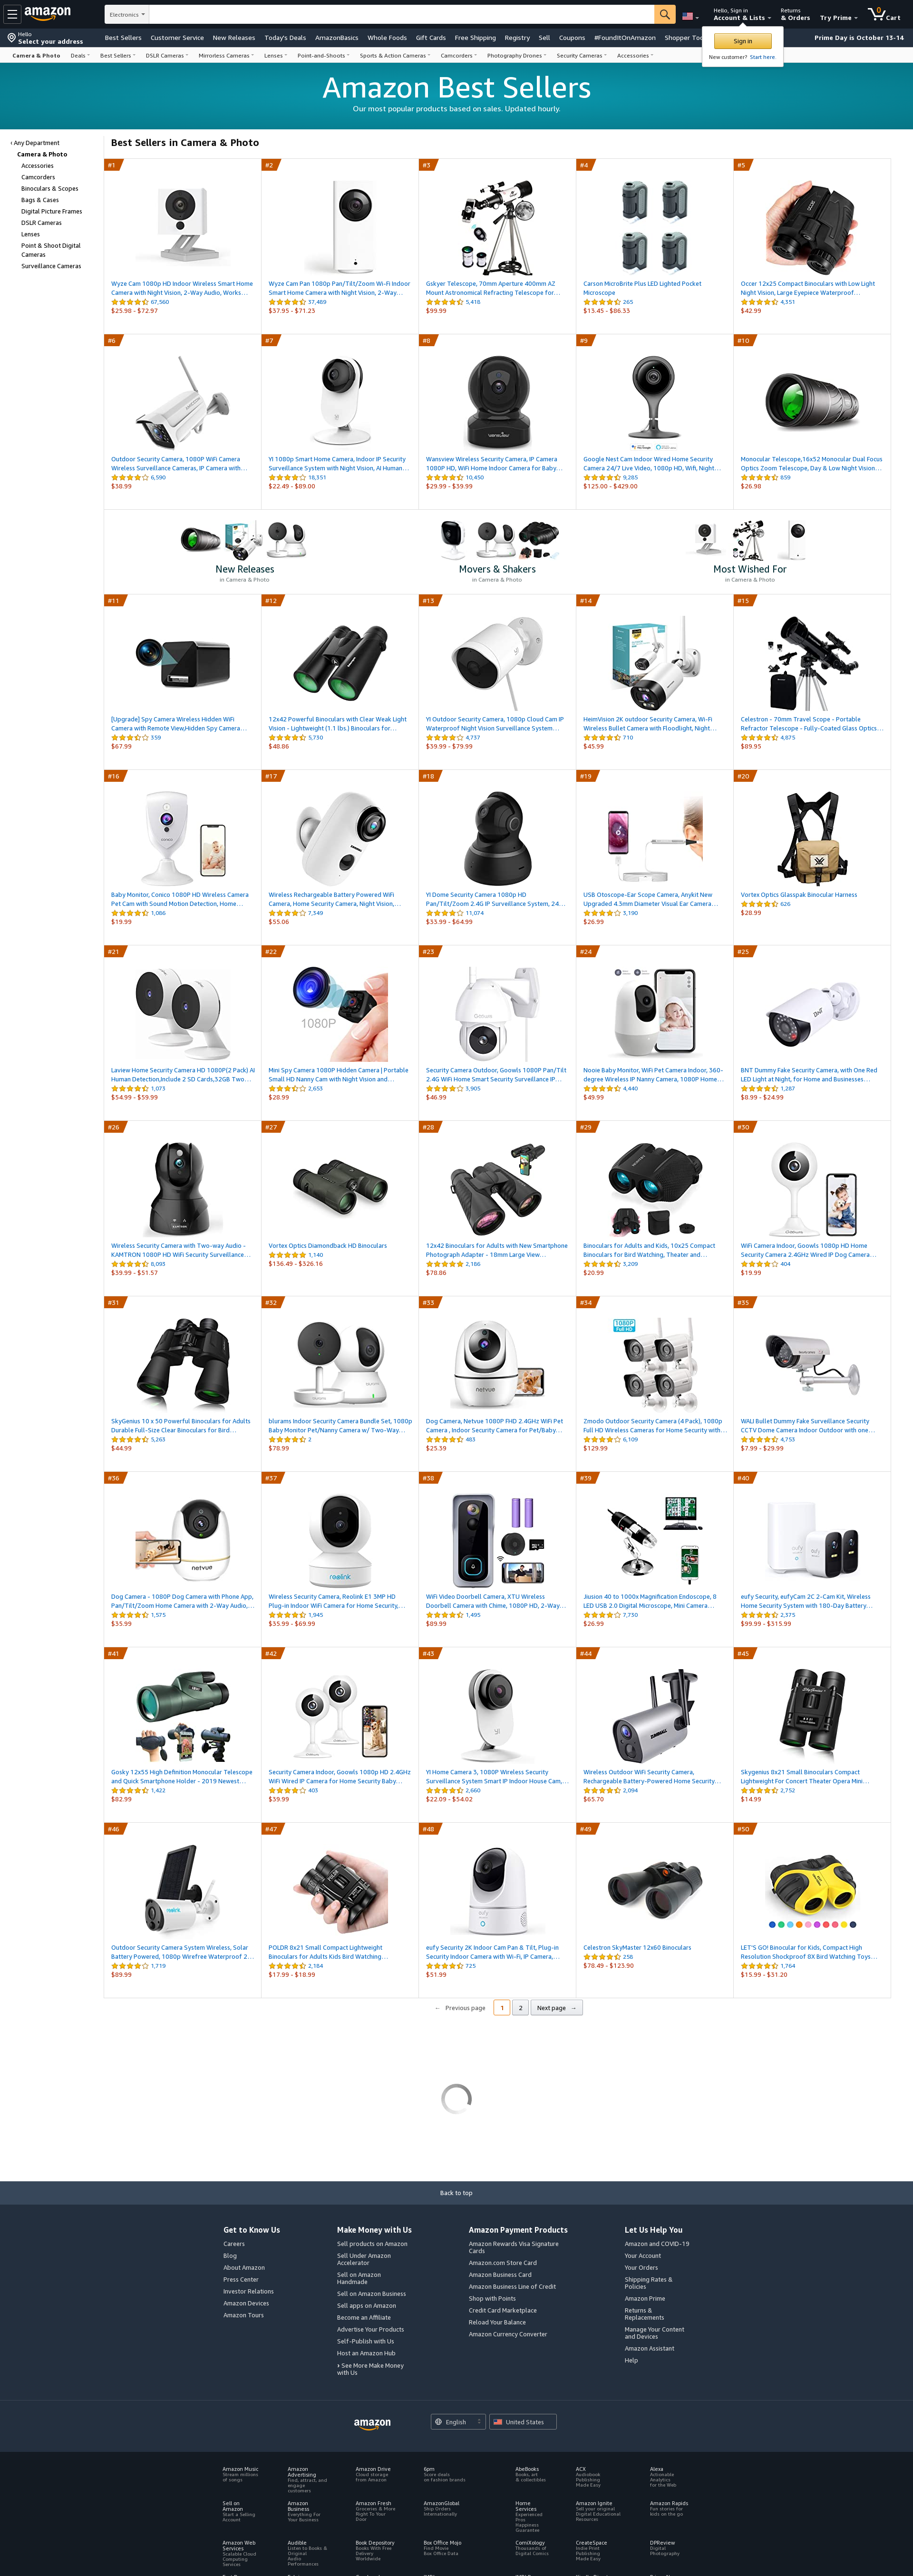 Hello
Select your address
amazon
Electronics
Hello, Sign in
Account & Lists
Returns
& Orders
Try Prime
0
Cart
Best Sellers Customer Service New Releases Today's Deals AmazonBasics Whole Foods Gift Cards Free Shipping Registry Sell Coupons #FoundItOnAmazon Shopper
Prime Day is October 13-14
Sign in
New customer? Start here.
Camera & Photo Deals Best Sellers DSLR Cameras Mirrorless Cameras Lenses Point-and-Shoots Sports & Action Cameras Camcorders Photography Drones Security Cameras Accessories
Amazon Best Sellers
Our most popular products based on sales. Updated hourly.
‹ Any Department
Camera & Photo
Accessories
Camcorders
Binoculars & Scopes
Bags & Cases
Digital Picture Frames
DSLR Cameras
Lenses
Point & Shoot Digital
Cameras
Surveillance Cameras
Best Sellers in Camera & Photo
#1
Wyze Cam 1080p HD Indoor Wireless Smart Home
Camera with Night Vision, 2-Way Audio, Works…
67,560
$25.98 - $72.97
#2
Wyze Cam Pan 1080p Pan/Tilt/Zoom Wi-Fi Indoor
Smart Home Camera with Night Vision, 2-Way…
37,489
$37.95 - $71.23
#3
Gskyer Telescope, 70mm Aperture 400mm AZ
Mount Astronomical Refracting Telescope for…
5,418
$99.99
#4
Carson MicroBrite Plus LED Lighted Pocket
Microscope
265
$13.45 - $86.33
#5
Occer 12x25 Compact Binoculars with Low Light
Night Vision, Large Eyepiece Waterproof…
4,351
$42.99
#6
Outdoor Security Camera, 1080P WiFi Camera
Wireless Surveillance Cameras, IP Camera with…
6,590
$38.99
#7
YI 1080p Smart Home Camera, Indoor IP Security
Surveillance System with Night Vision, AI Human…
18,351
$22.49 - $89.00
#8
Wansview Wireless Security Camera, IP Camera
1080P HD, WiFi Home Indoor Camera for Baby…
10,450
$29.99 - $39.99
#9
Google Nest Cam Indoor Wired Home Security
Camera 24/7 Live Video, 1080p HD, Wifi, Night…
9,285
$125.00 - $429.00
#10
Monocular Telescope,16x52 Monocular Dual Focus
Optics Zoom Telescope, Day & Low Night Vision…
859
$26.98
New Releases
in Camera & Photo
Movers & Shakers
in Camera & Photo
Most Wished For
in Camera & Photo
#11
[Upgrade] Spy Camera Wireless Hidden WiFi
Camera with Remote View,Hidden Spy Camera…
359
$67.99
#12
12x42 Powerful Binoculars with Clear Weak Light
Vision - Lightweight (1.1 lbs.) Binoculars for…
5,730
$48.86
#13
YI Outdoor Security Camera, 1080p Cloud Cam IP
Waterproof Night Vision Surveillance System…
4,737
$39.99 - $79.99
#14
HeimVision 2K outdoor Security Camera, Wi-Fi
Wireless Bullet Camera with Floodlight, Night…
710
$45.99
#15
Celestron - 70mm Travel Scope - Portable
Refractor Telescope - Fully-Coated Glass Optics…
4,875
$89.95
#16
Baby Monitor, Conico 1080P HD Wireless Camera
Pet Cam with Sound Motion Detection, Home…
1,086
$19.99
#17
Wireless Rechargeable Battery Powered WiFi
Camera, Home Security Camera, Night Vision,…
7,349
$55.06
#18
YI Dome Security Camera 1080p HD
Pan/Tilt/Zoom 2.4G IP Surveillance System, 24…
11,074
$33.99 - $64.99
#19
USB Otoscope-Ear Scope Camera, Anykit New
Upgraded 4.3mm Diameter Visual Ear Camera…
3,190
$26.99
#20
Vortex Optics Glasspak Binocular Harness
626
$28.99
#21
Laview Home Security Camera HD 1080P(2 Pack) AI
Human Detection,Include 2 SD Cards,32GB Two…
1,073
$54.99 - $59.99
#22
1080P
Mini Spy Camera 1080P Hidden Camera | Portable
Small HD Nanny Cam with Night Vision and…
2,653
$28.99
#23
Security Camera Outdoor, Goowls 1080P Pan/Tilt
2.4G WiFi Home Smart Security Surveillance IP…
3,905
$46.99
#24
Nooie Baby Monitor, WiFi Pet Camera Indoor, 360-
degree Wireless IP Nanny Camera, 1080P Home…
4,440
$49.99
#25
BNT Dummy Fake Security Camera, with One Red
LED Light at Night, for Home and Businesses…
1,287
$8.99 - $24.99
#26
Wireless Security Camera with Two-way Audio -
KAMTRON 1080P HD WiFi Security Surveillance…
8,093
$39.99 - $51.57
#27
Vortex Optics Diamondback HD Binoculars
1,140
$136.49 - $326.16
#28
12x42 Binoculars for Adults with New Smartphone
Photograph Adapter - 18mm Large View…
2,186
$78.86
#29
Binoculars for Adults and Kids, 10x25 Compact
Binoculars for Bird Watching, Theater and…
3,209
$20.99
#30
WiFi Camera Indoor, Goowls 1080p HD Home
Security Camera 2.4GHz Wired IP Dog Camera…
404
$19.99
#31
SkyGenius 10 x 50 Powerful Binoculars for Adults
Durable Full-Size Clear Binoculars for Bird…
5,263
$44.99
#32
blurams Indoor Security Camera Bundle Set, 1080p
Baby Monitor Pet/Nanny Camera w/ Two-Way…
2
$78.99
#33
netvue
Dog Camera, Netvue 1080P FHD 2.4GHz WiFi Pet
Camera , Indoor Security Camera for Pet/Baby…
483
$25.39
#34
1080P
Full HD
Zmodo Outdoor Security Camera (4 Pack), 1080p
Full HD Wireless Cameras for Home Security with…
6,109
$129.99
#35
WALI Bullet Dummy Fake Surveillance Security
CCTV Dome Camera Indoor Outdoor with one…
4,753
$7.99 - $29.99
#36
netvue
Dog Camera - 1080P Dog Camera with Phone App,
Pan/Tilt/Zoom Home Camera with 2-Way Audio,…
1,575
$35.99
#37
reolink
Wireless Security Camera, Reolink E1 3MP HD
Plug-in Indoor WiFi Camera for Home Security,…
1,945
$35.99 - $69.99
#38
WiFi Video Doorbell Camera, XTU Wireless
Doorbell Camera with Chime, 1080P HD, 2-Way…
1,495
$89.99
#39
Jiusion 40 to 1000x Magnification Endoscope, 8
LED USB 2.0 Digital Microscope, Mini Camera…
7,730
$26.99
#40
eufy Security, eufyCam 2C 2-Cam Kit, Wireless
Home Security System with 180-Day Battery…
2,375
$99.99 - $315.99
#41
Gosky 12x55 High Definition Monocular Telescope
and Quick Smartphone Holder - 2019 Newest…
1,422
$82.99
#42
Security Camera Indoor, Goowls 1080p HD 2.4GHz
WiFi Wired IP Camera for Home Security Baby…
403
$39.99
#43
YI Home Camera 3, 1080P Wireless Security
Surveillance System Smart IP Indoor House Cam,…
2,660
$22.09 - $54.02
#44
Wireless Outdoor WiFi Security Camera,
Rechargeable Battery-Powered Home Security…
2,094
$65.70
#45
Skygenius 8x21 Small Binoculars Compact
Lightweight For Concert Theater Opera Mini…
2,752
$14.99
#46
reolink
Outdoor Security Camera System Wireless, Solar
Battery Powered, 1080p Wirefree Waterproof 2…
1,719
$89.99
#47
POLDR 8x21 Small Compact Lightweight
Binoculars for Adults Kids Bird Watching…
2,164
$17.99 - $18.99
#48
eufy Security 2K Indoor Cam Pan & Tilt, Plug-in
Security Indoor Camera with Wi-Fi, IP Camera,…
725
$51.99
#49
Celestron SkyMaster 12x60 Binoculars
256
$78.49 - $123.90
#50
LET'S GO! Binocular for Kids, Compact High
Resolution Shockproof 8X Bird Watching Toys…
1,764
$15.99 - $31.20
← Previous page 1 2 Next page →
Back to top
Get to Know Us
Careers
Blog
About Amazon
Press Center
Investor Relations
Amazon Devices
Amazon Tours
Make Money with Us
Sell products on Amazon
Sell Under Amazon
Accelerator
Sell on Amazon
Handmade
Sell on Amazon Business
Sell apps on Amazon
Become an Affiliate
Advertise Your Products
Self-Publish with Us
Host an Amazon Hub
› See More Make Money
with Us
Amazon Payment Products
Amazon Rewards Visa Signature
Cards
Amazon.com Store Card
Amazon Business Card
Amazon Business Line of Credit
Shop with Points
Credit Card Marketplace
Reload Your Balance
Amazon Currency Converter
Let Us Help You
Amazon and COVID-19
Your Account
Your Orders
Shipping Rates &
Policies
Amazon Prime
Returns &
Replacements
Manage Your Content
and Devices
Amazon Assistant
Help
amazon
English
United States
Amazon Music
Stream millions
of songs
Amazon
Advertising
Find, attract, and
engage
customers
Amazon Drive
Cloud storage
from Amazon
6pm
Score deals
on fashion brands
AbeBooks
Books, art
& collectibles
ACX
Audiobook
Publishing
Made Easy
Alexa
Actionable
Analytics
for the Web
Sell on
Amazon
Start a Selling
Account
Amazon
Business
Everything For
Your Business
Amazon Fresh
Groceries & More
Right To Your
Door
AmazonGlobal
Ship Orders
Internationally
Home
Services
Experienced
Pros
Happiness
Guarantee
Amazon Ignite
Sell your original
Digital Educational
Resources
Amazon Rapids
Fun stories for
kids on the go
Amazon Web
Services
Scalable Cloud
Computing
Services
Audible
Listen to Books &
Original
Audio
Performances
Book Depository
Books With Free
Delivery
Worldwide
Box Office Mojo
Find Movie
Box Office Data
ComiXology
Thousands of
Digital Comics
CreateSpace
Indie Print
Publishing
Made Easy
DPReview
Digital
Photography